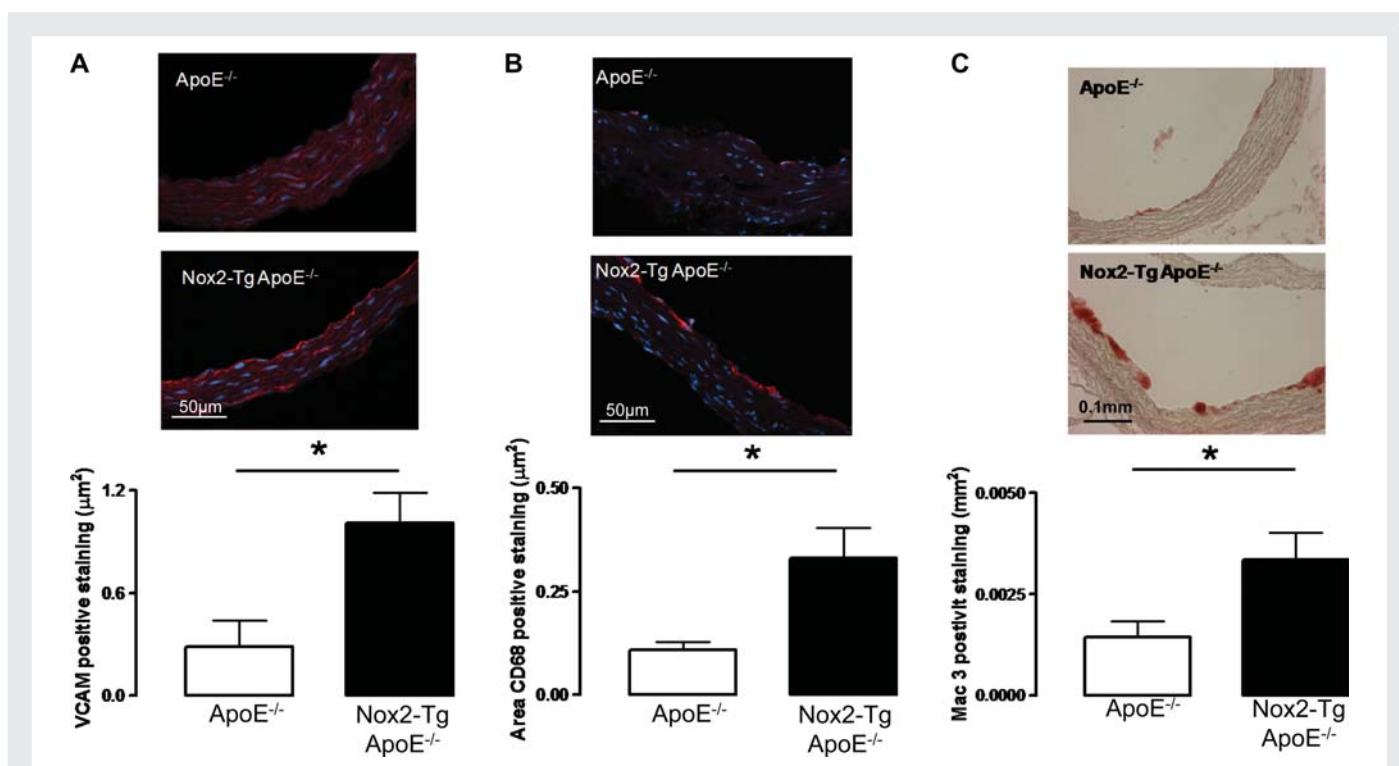 A
ApoE-/-
Nox2-Tg ApoE-/-
50μm
*
VCAM positive staining (μm2)
1.2
0.6
0.0
ApoE-/-
Nox2-Tg
ApoE-/-
B
ApoE-/-
Nox2-Tg ApoE-/-
50μm
*
Area CD68 positive staining (μm2)
0.50
0.25
0.00
ApoE-/-
Nox2-Tg
ApoE-/-
C
ApoE-/-
Nox2-Tg ApoE-/-
0.1mm
*
Mac 3 postivit staining (mm2)
0.0050
0.0025
0.0000
ApoE-/-
Nox2-Tg
ApoE-/-